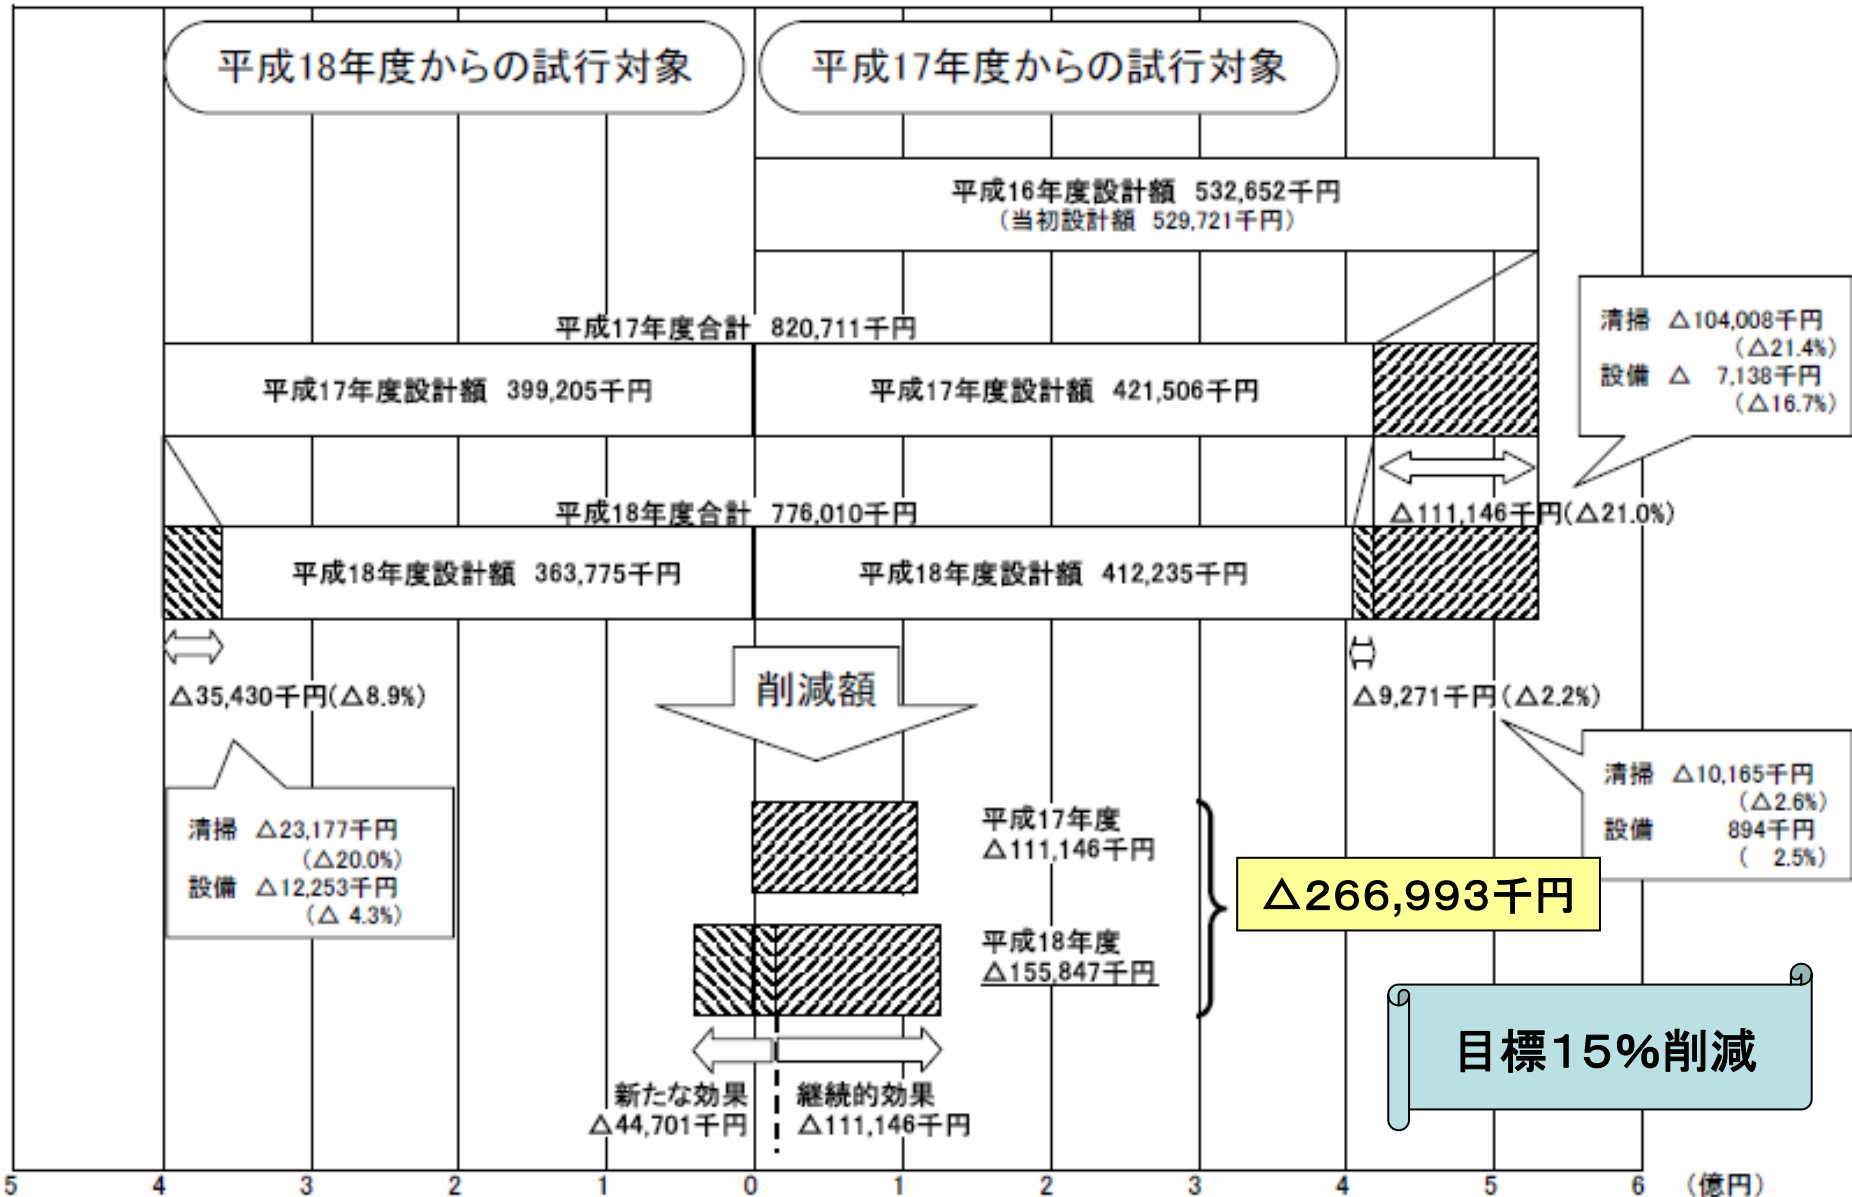 平成18年度からの試行対象
平成17年度からの試行対象
平成16年度設計額 532,652千円
(当初設計額 529,721千円)
平成17年度合計 820,711千円
平成17年度設計額 399,205千円
平成17年度設計額 421,506千円
清掃 △104,008千円
(△21.4%)
設備 △ 7,138千円
(△16.7%)
△111,146千円(△21.0%)
平成18年度合計 776,010千円
平成18年度設計額 363,775千円
平成18年度設計額 412,235千円
△35,430千円(△8.9%)
△9,271千円(△2.2%)
削減額
清掃 △23,177千円
(△20.0%)
設備 △12,253千円
(△ 4.3%)
清掃 △10,165千円
(△2.6%)
設備 894千円
( 2.5%)
平成17年度
△111,146千円
平成18年度
△155,847千円
△266,993千円
目標15%削減
新たな効果
△44,701千円
継続的効果
△111,146千円
5 4 3 2 1 0 1 2 3 4 5 6 (億円)